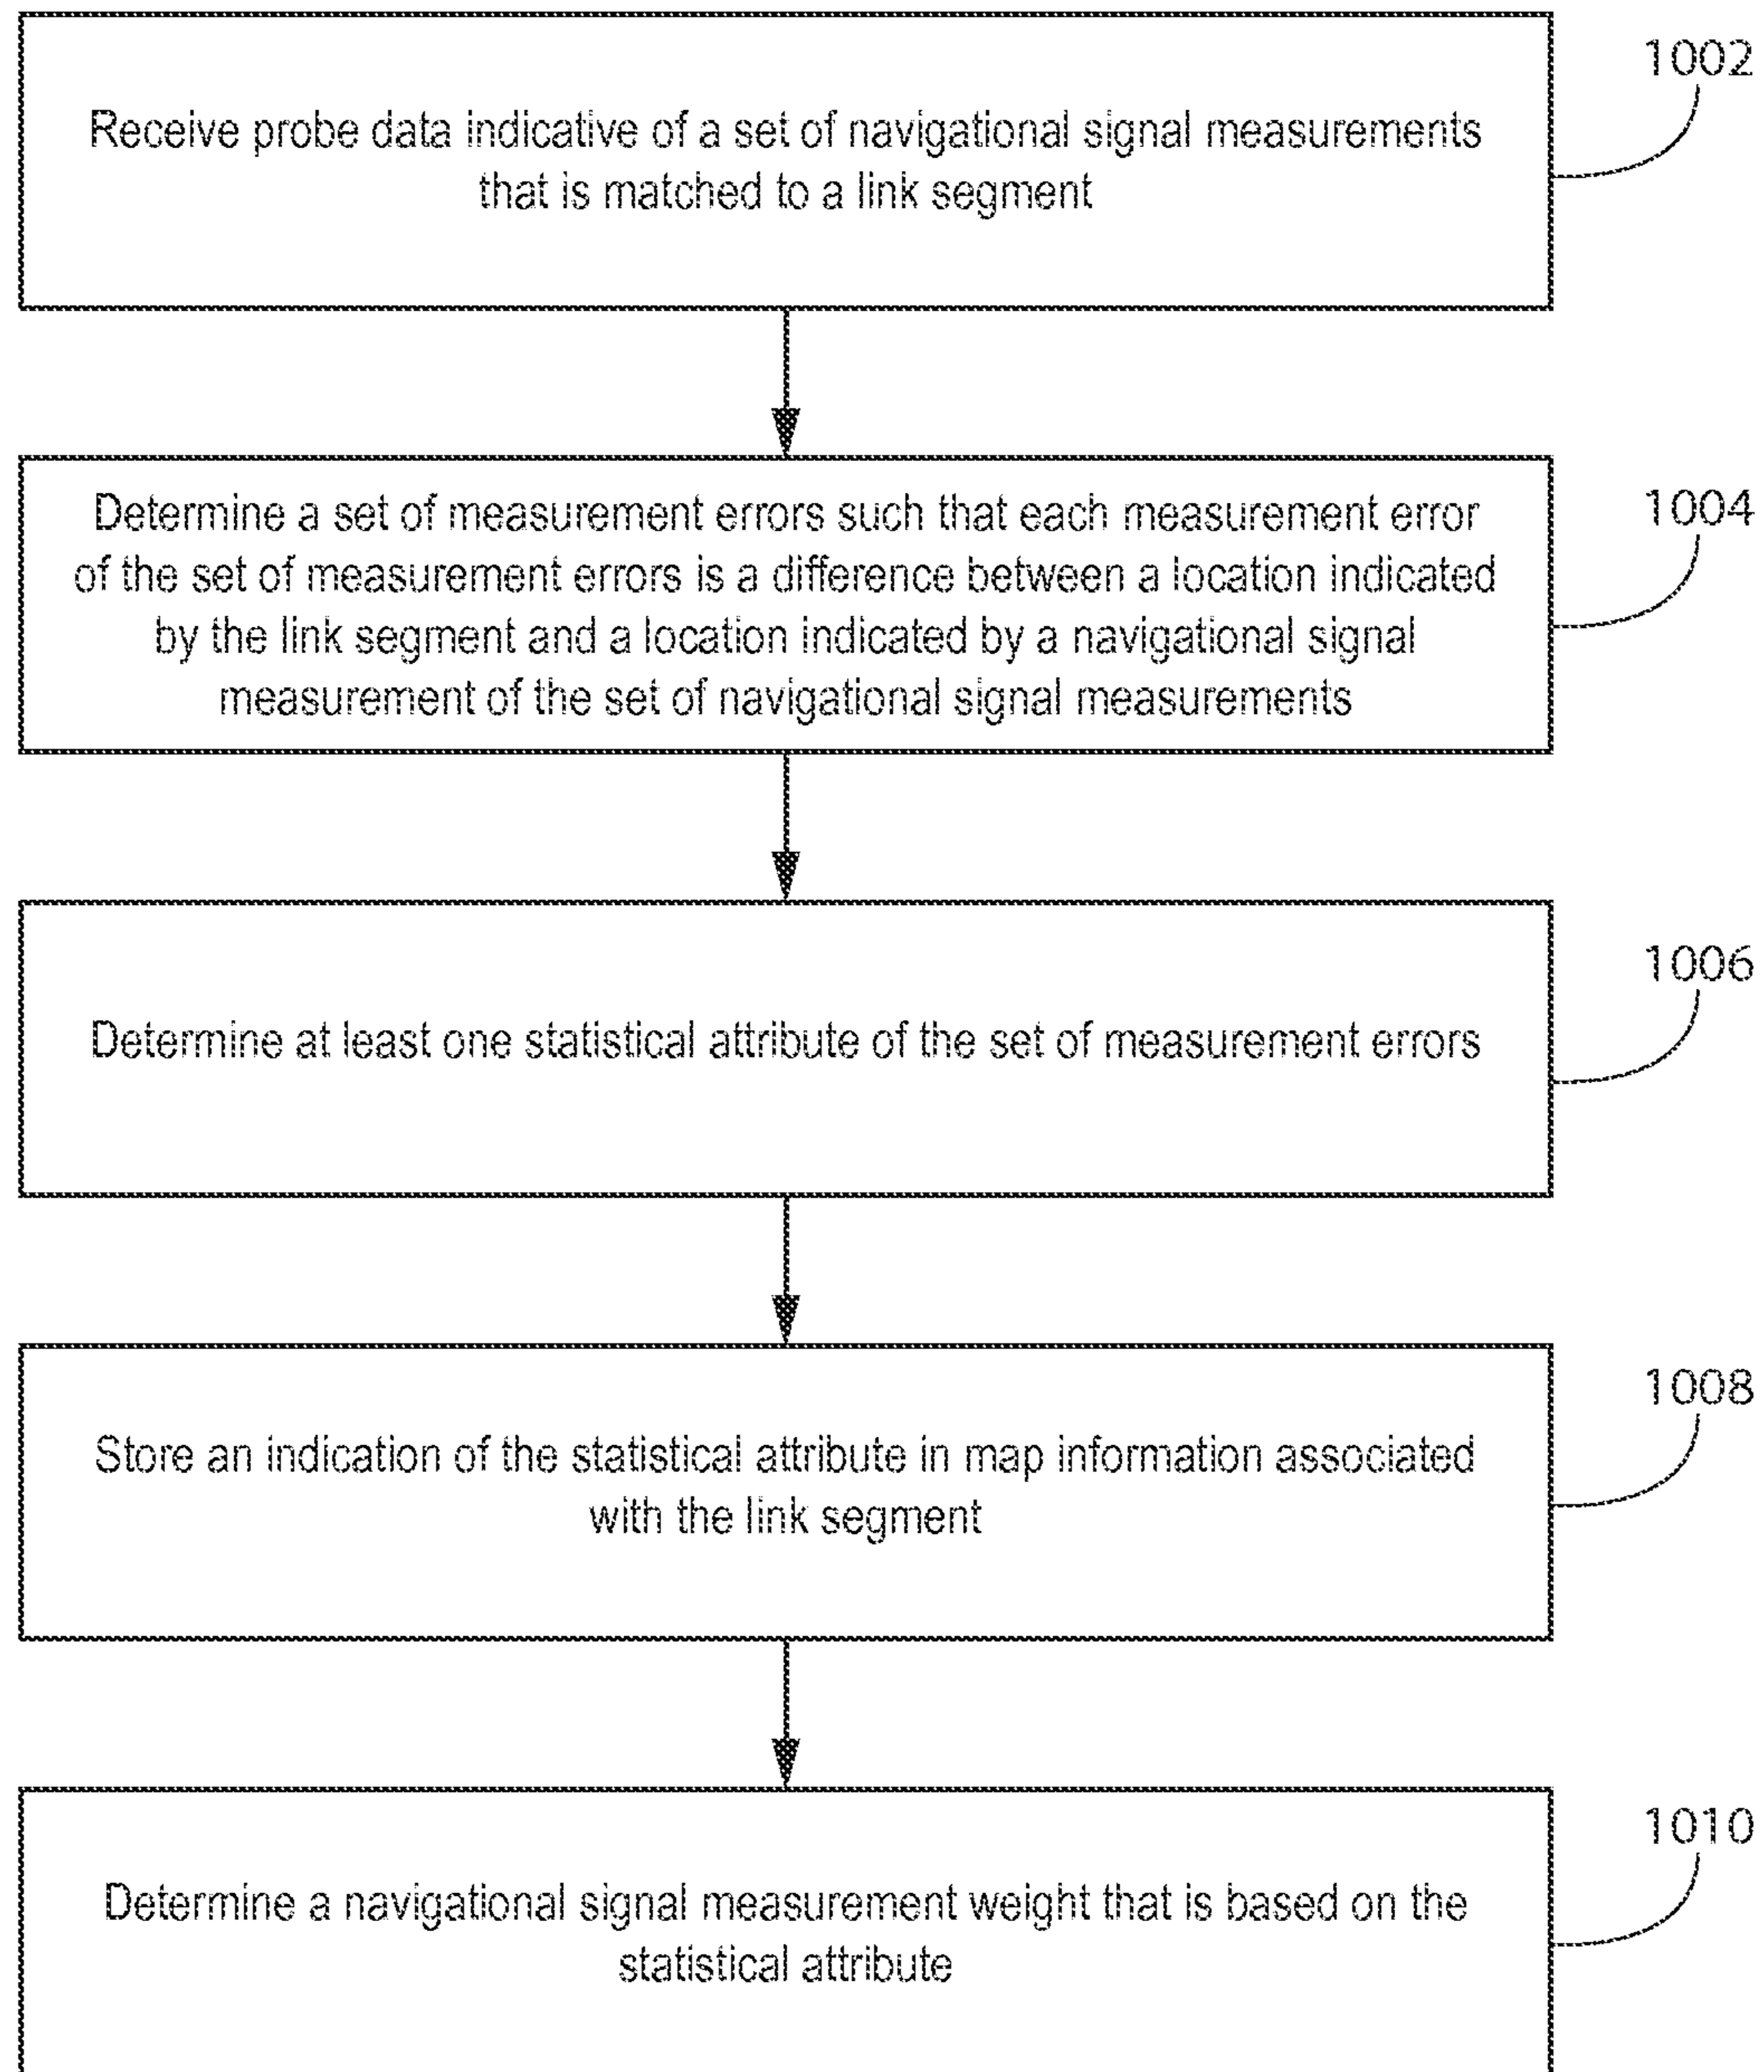 Receive probe data indicative of a set of navigational signal measurements
that is matched to a link segment
1002
Determine a set of measurement errors such that each measurement error
of the set of measurement errors is a difference between a location indicated
by the link segment and a location indicated by a navigational signal
measurement of the set of navigational signal measurements
1004
Determine at least one statistical attribute of the set of measurement errors
1006
Store an indication of the statistical attribute in map information associated
with the link segment
1008
Determine a navigational signal measurement weight that is based on the
statistical attribute
1010